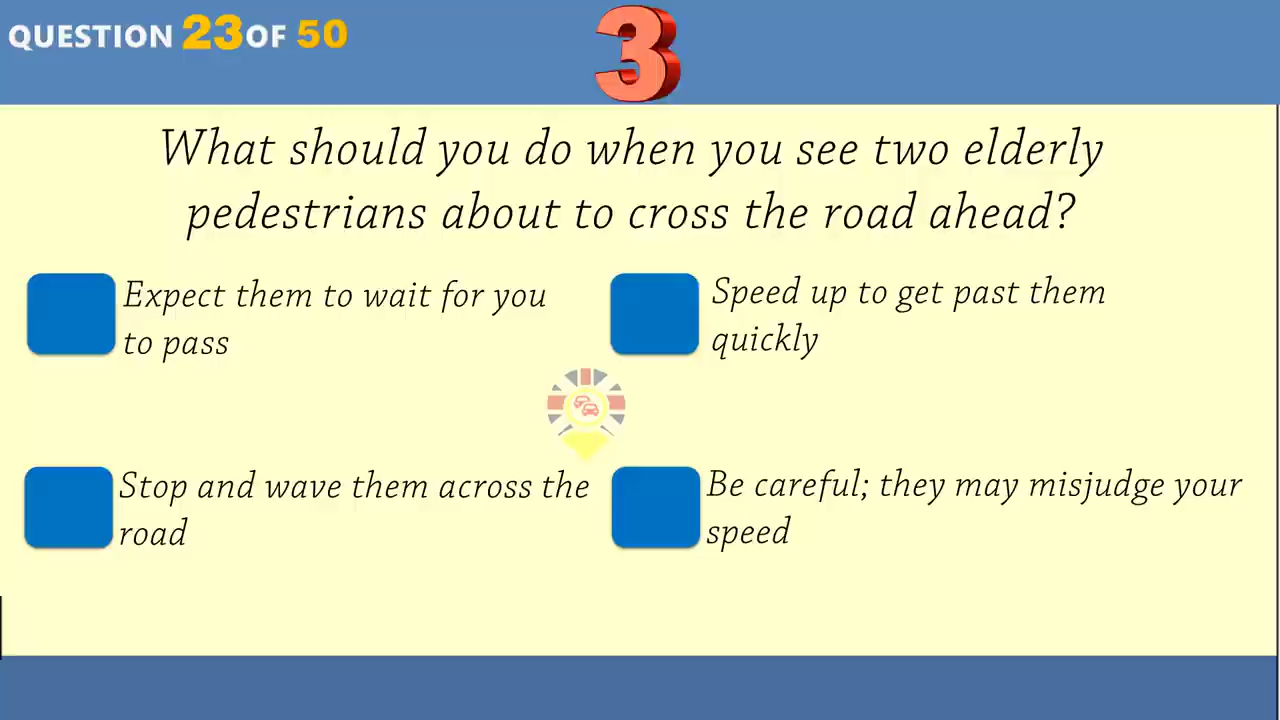 QUESTION 23 OF 50
3
What should you do when you see two elderly
pedestrians about to cross the road ahead?
Expect them to wait for you
to pass
Speed up to get past them
quickly
Stop and wave them across the
road
Be careful; they may misjudge your
speed